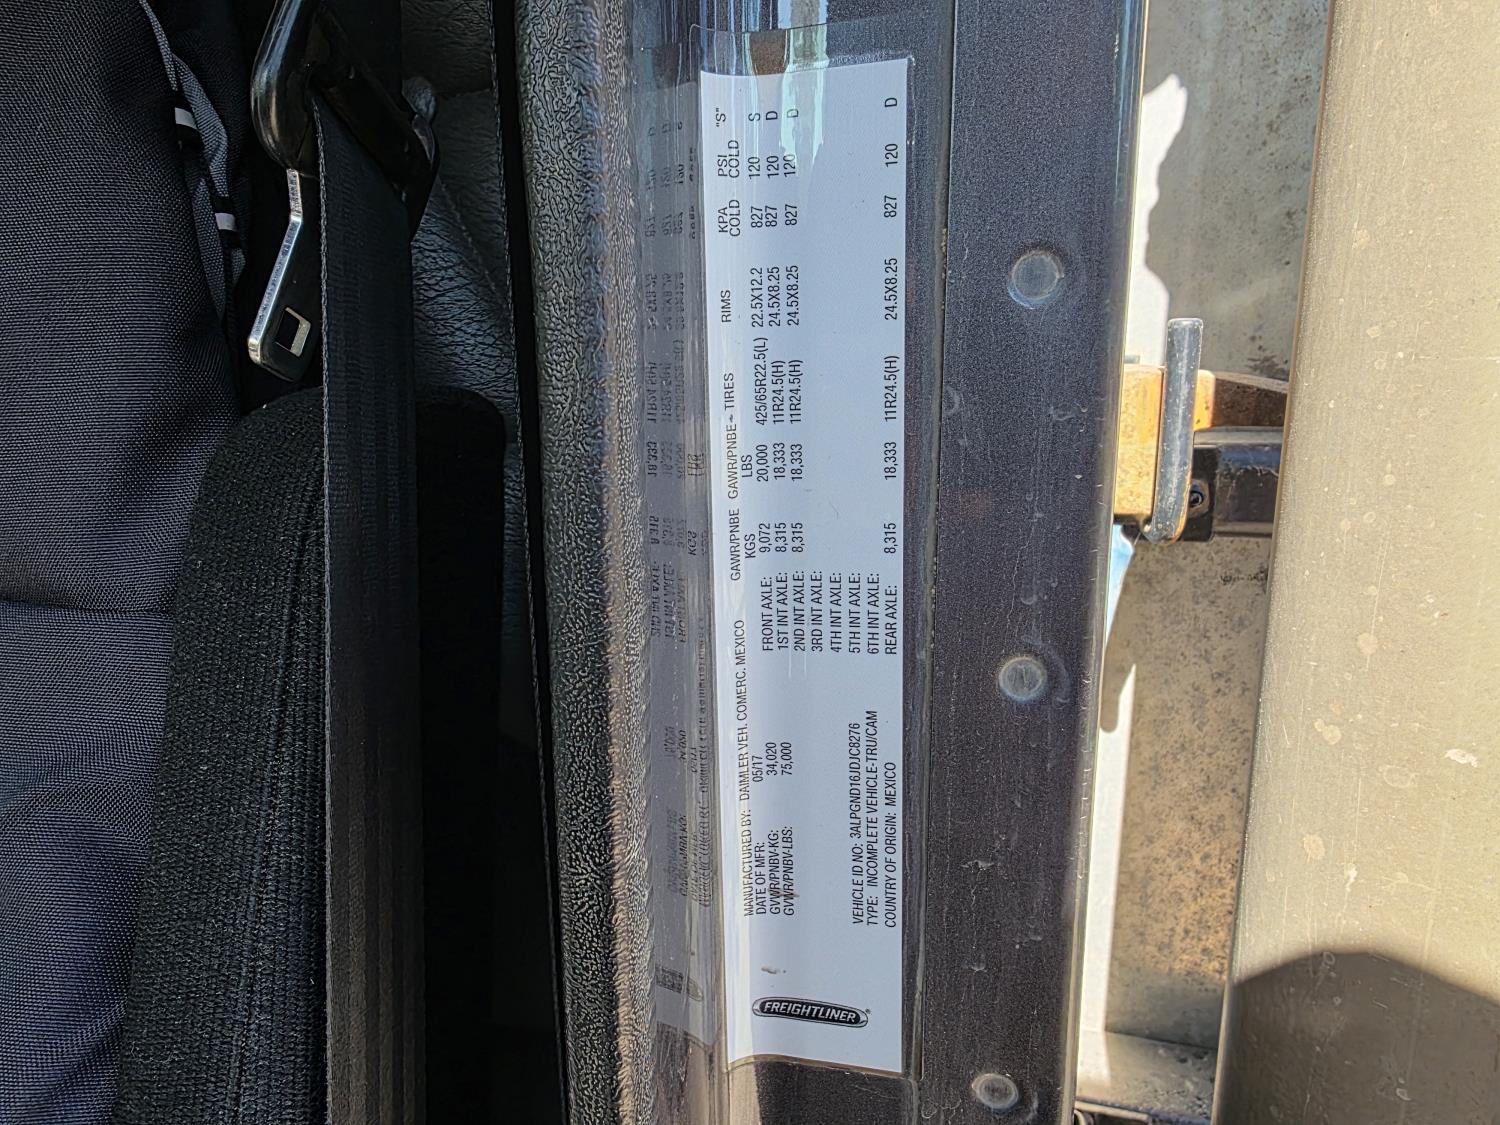 FREIGHTLINER
MANUFACTURED BY: DAIMLER VEH. COMERC. MEXICO
DATE OF MFR: 05/17
GVWR/PNBV-KG: 34,020
GVWR/PNBV-LBS: 75,000
VEHICLE ID NO: 3ALPGND16JDJC8276
TYPE: INCOMPLETE VEHICLE-TRU/CAM
COUNTRY OF ORIGIN: MEXICO
GAWR/PNBE GAWR/PNBE - TIRES RIMS KPA PSI "S"
KGS LBS COLD COLD
FRONT AXLE: 9,072 20,000 425/65R22.5(L) 22.5X12.2 827 120 S
1ST INT AXLE: 8,315 18,333 11R24.5(H) 24.5X8.25 827 120 D
2ND INT AXLE: 8,315 18,333 11R24.5(H) 24.5X8.25 827 120 D
3RD INT AXLE:
4TH INT AXLE:
5TH INT AXLE:
6TH INT AXLE:
REAR AXLE: 8,315 18,333 11R24.5(H) 24.5X8.25 827 120 D